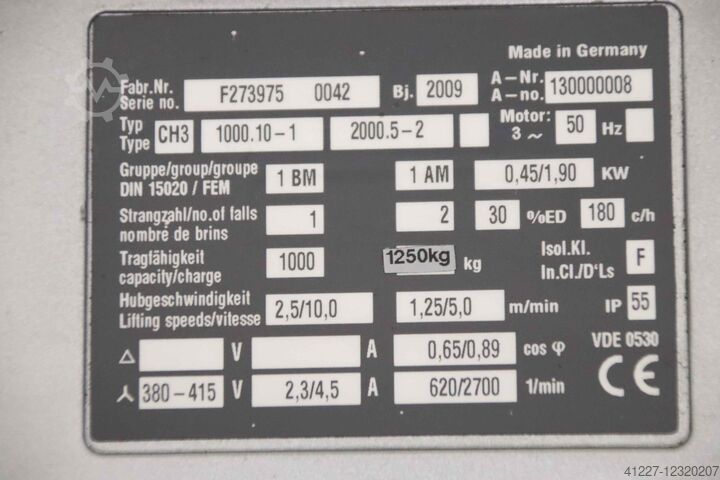 Made in Germany
Fabr.Nr. F273975 0042 Bj. 2009 A–Nr. 130000008
Serie no. A–no.
Typ CH3 1000.10–1 2000.5–2 Motor: 50 Hz
Type 3 ~
Gruppe/group/groupe 1 BM 1 AM 0,45/1,90 KW
DIN 15020 / FEM
Strangzahl/no.of falls 1 2 30 %ED 180 c/h
nombre de brins
Tragfähigkeit 1000 1250kg kg Isol.Kl. F
capacity/charge In.Cl./D'Ls
Hubgeschwindigkeit 2,5/10,0 1,25/5,0 m/min IP 55
Lifting speeds/vitesse
△ V A 0,65/0,89 cos φ VDE 0530
⅄ 380–415 V 2,3/4,5 A 620/2700 1/min CE
41227-12320207